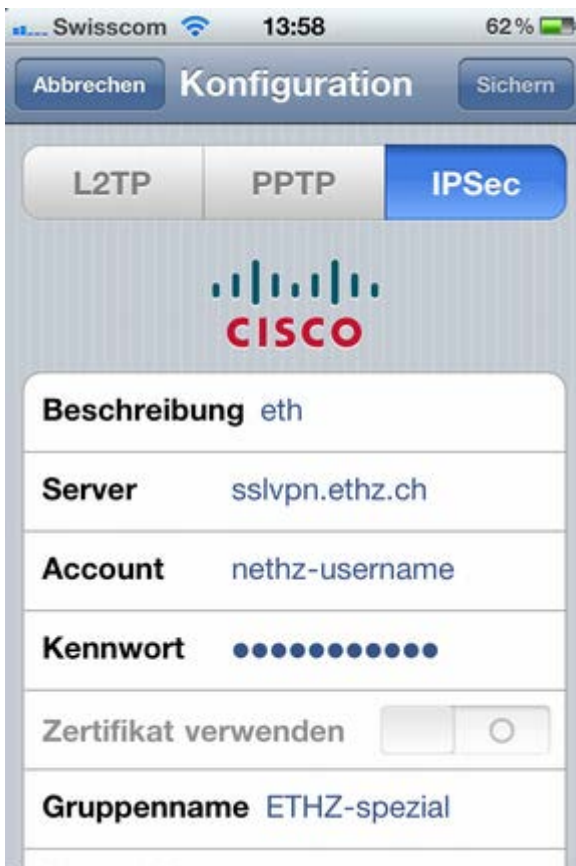 Swisscom 13:58 62%
Abbrechen Konfiguration Sichern
L2TP PPTP IPSec
CISCO
Beschreibung eth
Server sslvpn.ethz.ch
Account nethz-username
Kennwort ●●●●●●●●●●●
Zertifikat verwenden
Gruppenname ETHZ-spezial